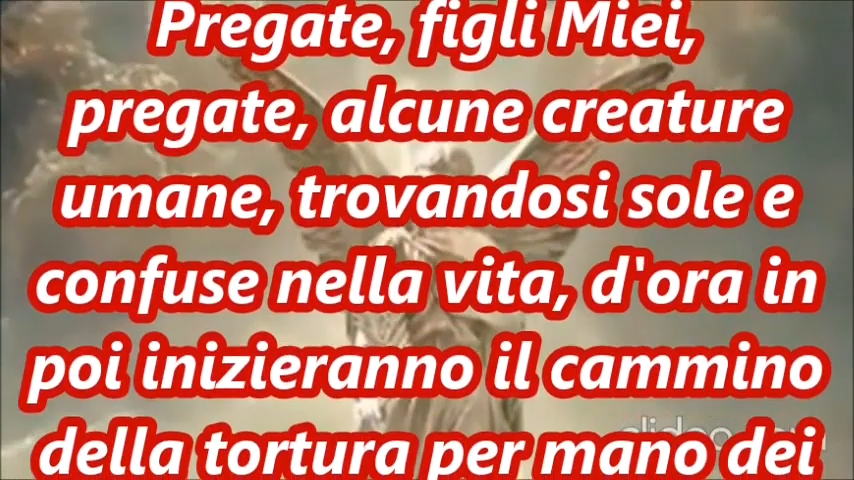 Pregate, figli Miei,
pregate, alcune creature
umane, trovandosi sole e
confuse nella vita, d'ora in
poi inizieranno il cammino
della tortura per mano dei